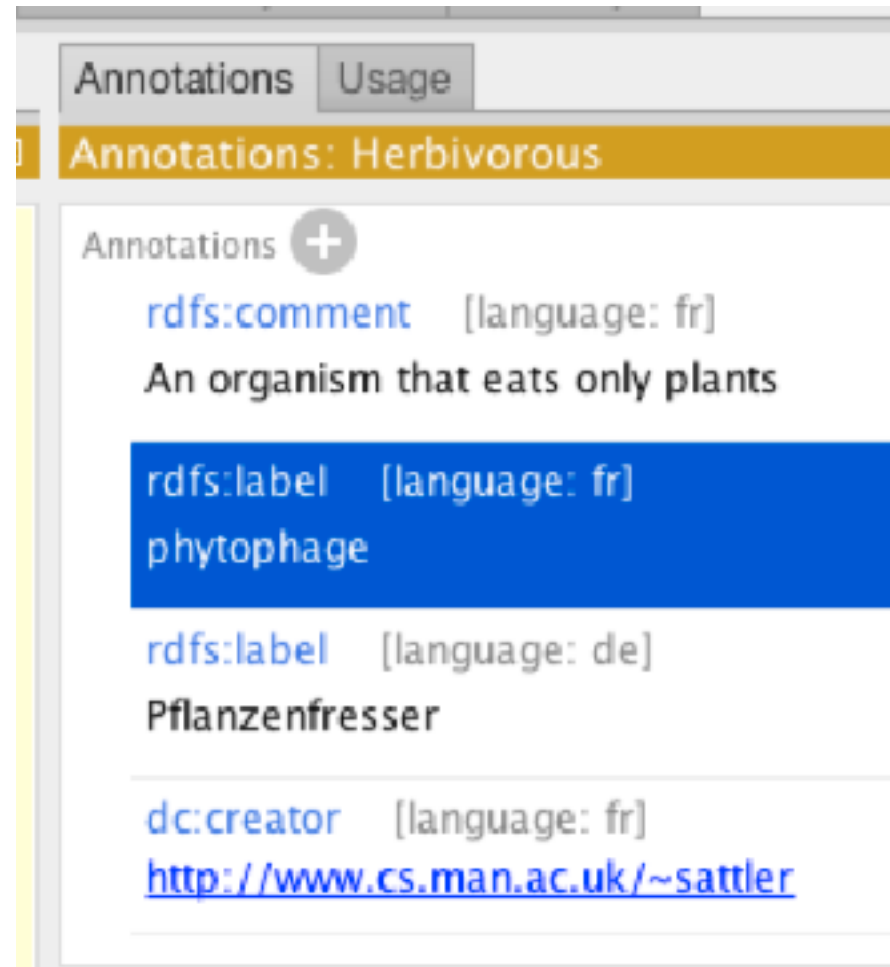 Annotations Usage
Annotations: Herbivorous
Annotations
rdfs:comment [language: fr]
An organism that eats only plants
rdfs:label [language: fr]
phytophage
rdfs:label [language: de]
Pflanzenfresser
dc:creator [language: fr]
http://www.cs.man.ac.uk/~sattler